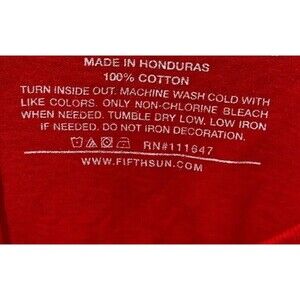 MADE IN HONDURAS
100% COTTON
TURN INSIDE OUT. MACHINE WASH COLD WITH
LIKE COLORS. ONLY NON-CHLORINE BLEACH
WHEN NEEDED. TUMBLE DRY LOW, LOW IRON
IF NEEDED. DO NOT IRON DECORATION.
RN#111647
WWW.FIFTHSUN.COM